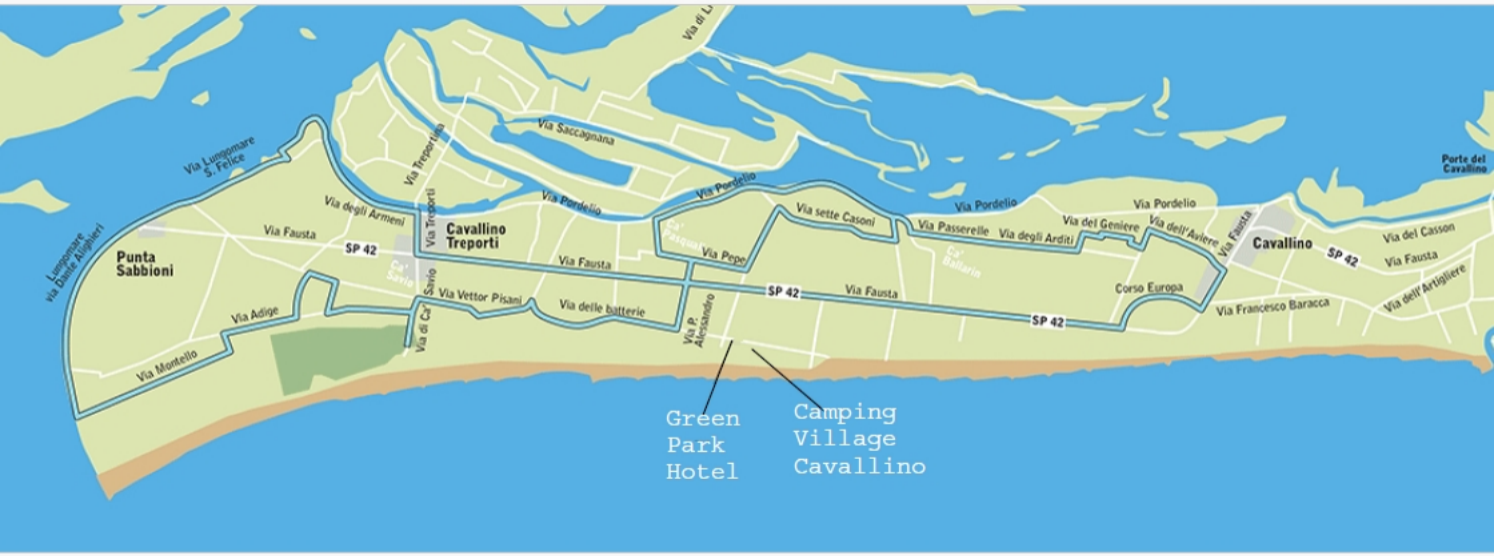 Via di L
Via Saccagnana
Via Treportina
Via Lungomare
S. Felice
Porte del
Cavallino
Via Pordelio
Via Pordelio
Via Pordelio
Via Pordelio
Via degli Armeni
Via Treporti
Cavallino
Treporti
Via sette Casoni
Via Passerelle
Via degli Arditi
Via del Geniere
Via dell'Aviere
Via Fausta
Cavallino
Via del Casson
Lungomare
via Dante Alighieri
Punta
Sabbioni
Via Fausta
SP 42
Ca'
Savio
Savio
Via Fausta
Ca'
Pasquali
Via Pepe
SP 42
Via Fausta
Ca'
Ballarin
SP 42
Via Fausta
Via dell'Artigliere
Corso Europa
Via Francesco Baracca
SP 42
Via Vettor Pisani
Via delle batterie
Via P.
Alessandro
Via di Ca'
Via Adige
Via Montello
Green
Park
Hotel
Camping
Village
Cavallino